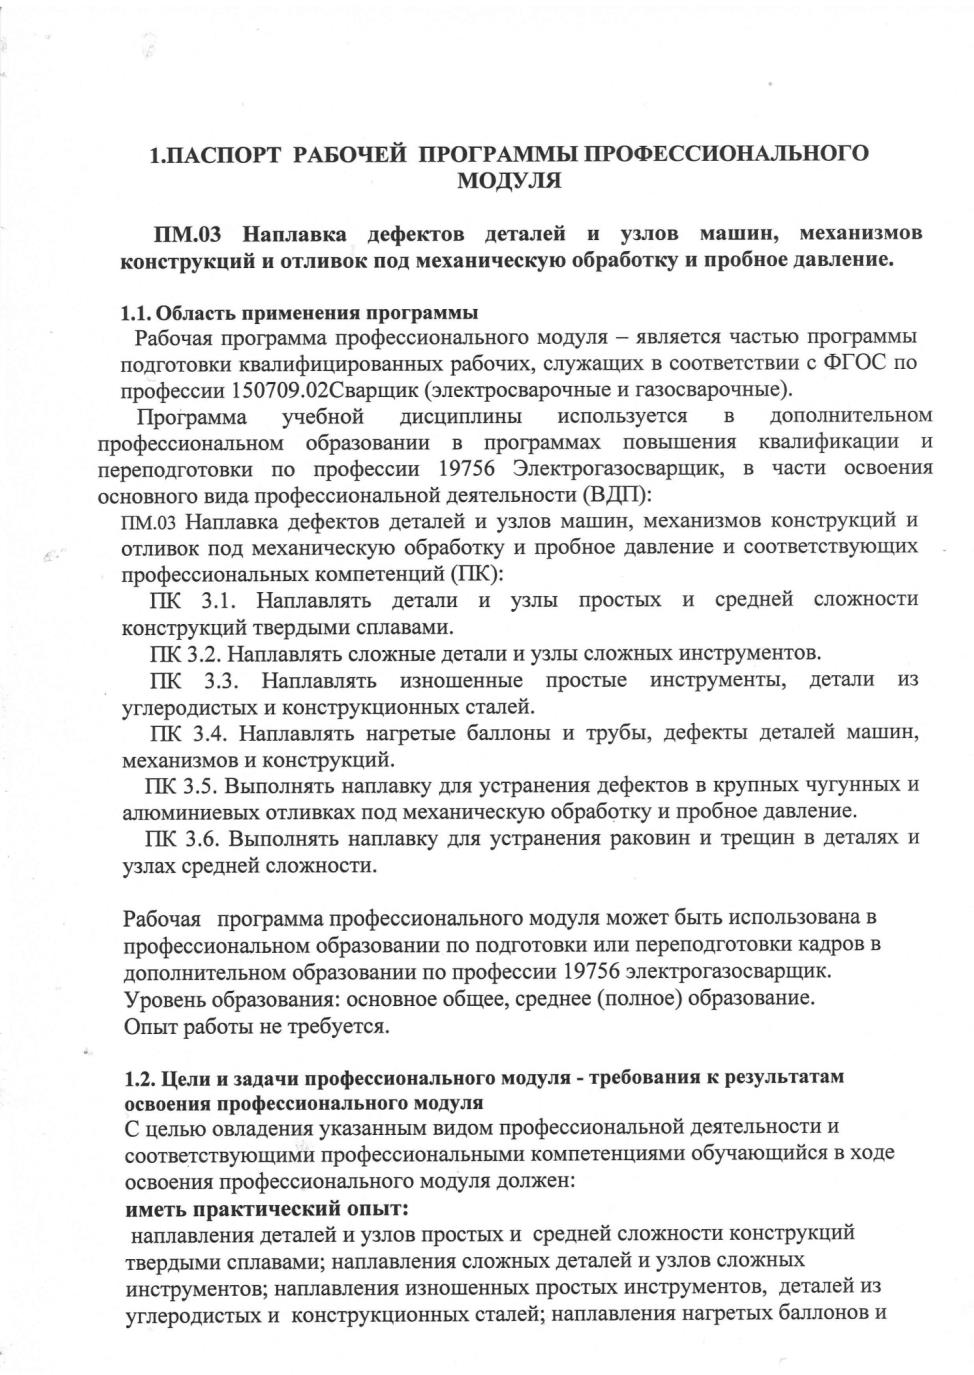 1.ПАСПОРТ РАБОЧЕЙ ПРОГРАММЫ ПРОФЕССИОНАЛЬНОГО
МОДУЛЯ
ПМ.03 Наплавка дефектов деталей и узлов машин, механизмов
конструкций и отливок под механическую обработку и пробное давление.
1.1. Область применения программы
Рабочая программа профессионального модуля – является частью программы
подготовки квалифицированных рабочих, служащих в соответствии с ФГОС по
профессии 150709.02Сварщик (электросварочные и газосварочные).
Программа учебной дисциплины используется в дополнительном
профессиональном образовании в программах повышения квалификации и
переподготовки по профессии 19756 Электрогазосварщик, в части освоения
основного вида профессиональной деятельности (ВДП):
ПМ.03 Наплавка дефектов деталей и узлов машин, механизмов конструкций и
отливок под механическую обработку и пробное давление и соответствующих
профессиональных компетенций (ПК):
ПК 3.1. Наплавлять детали и узлы простых и средней сложности
конструкций твердыми сплавами.
ПК 3.2. Наплавлять сложные детали и узлы сложных инструментов.
ПК 3.3. Наплавлять изношенные простые инструменты, детали из
углеродистых и конструкционных сталей.
ПК 3.4. Наплавлять нагретые баллоны и трубы, дефекты деталей машин,
механизмов и конструкций.
ПК 3.5. Выполнять наплавку для устранения дефектов в крупных чугунных и
алюминиевых отливках под механическую обработку и пробное давление.
ПК 3.6. Выполнять наплавку для устранения раковин и трещин в деталях и
узлах средней сложности.
Рабочая программа профессионального модуля может быть использована в
профессиональном образовании по подготовки или переподготовки кадров в
дополнительном образовании по профессии 19756 электрогазосварщик.
Уровень образования: основное общее, среднее (полное) образование.
Опыт работы не требуется.
1.2. Цели и задачи профессионального модуля - требования к результатам
освоения профессионального модуля
С целью овладения указанным видом профессиональной деятельности и
соответствующими профессиональными компетенциями обучающийся в ходе
освоения профессионального модуля должен:
иметь практический опыт:
наплавления деталей и узлов простых и средней сложности конструкций
твердыми сплавами; наплавления сложных деталей и узлов сложных
инструментов; наплавления изношенных простых инструментов, деталей из
углеродистых и конструкционных сталей; наплавления нагретых баллонов и